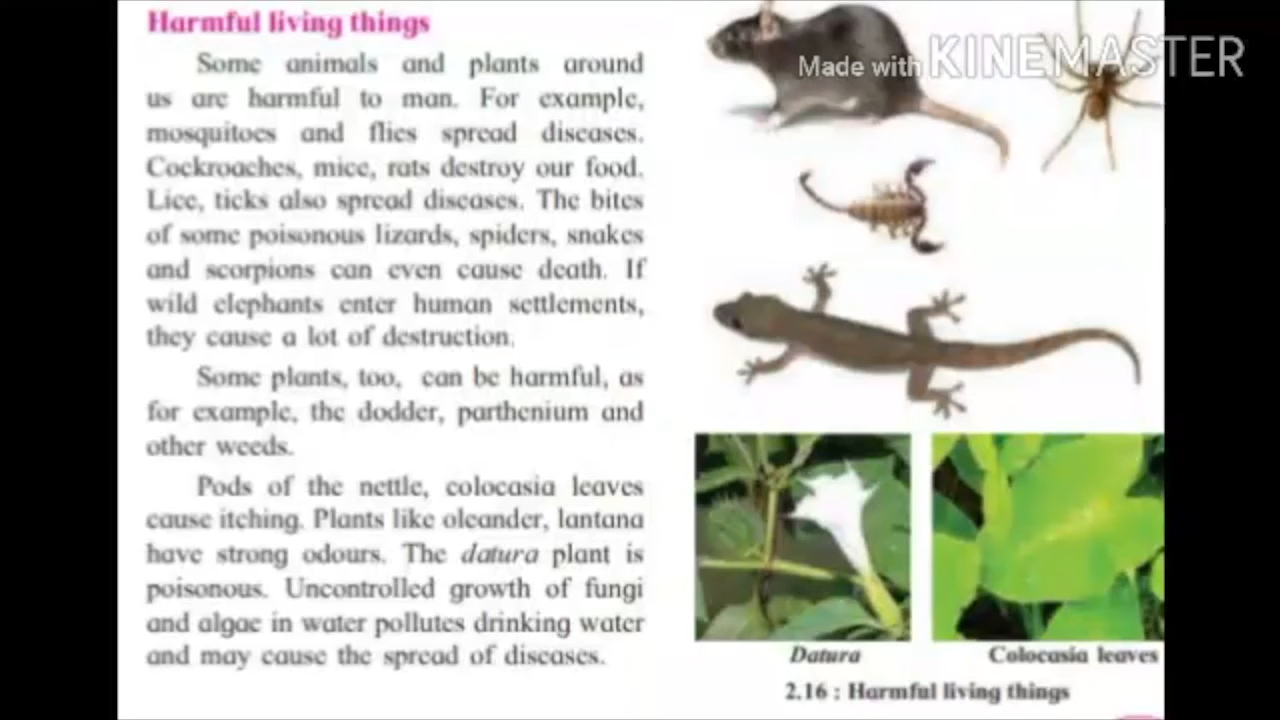 Harmful living things
Some animals and plants around
us are harmful to man. For example,
mosquitoes and flies spread diseases.
Cockroaches, mice, rats destroy our food.
Lice, ticks also spread diseases. The bites
of some poisonous lizards, spiders, snakes
and scorpions can even cause death. If
wild elephants enter human settlements,
they cause a lot of destruction.
Some plants, too, can be harmful, as
for example, the dodder, parthenium and
other weeds.
Pods of the nettle, colocasia leaves
cause itching. Plants like oleander, lantana
have strong odours. The datura plant is
poisonous. Uncontrolled growth of fungi
and algae in water pollutes drinking water
and may cause the spread of diseases.
Made with KINEMASTER
Datura
Colocasia leaves
2.16 : Harmful living things